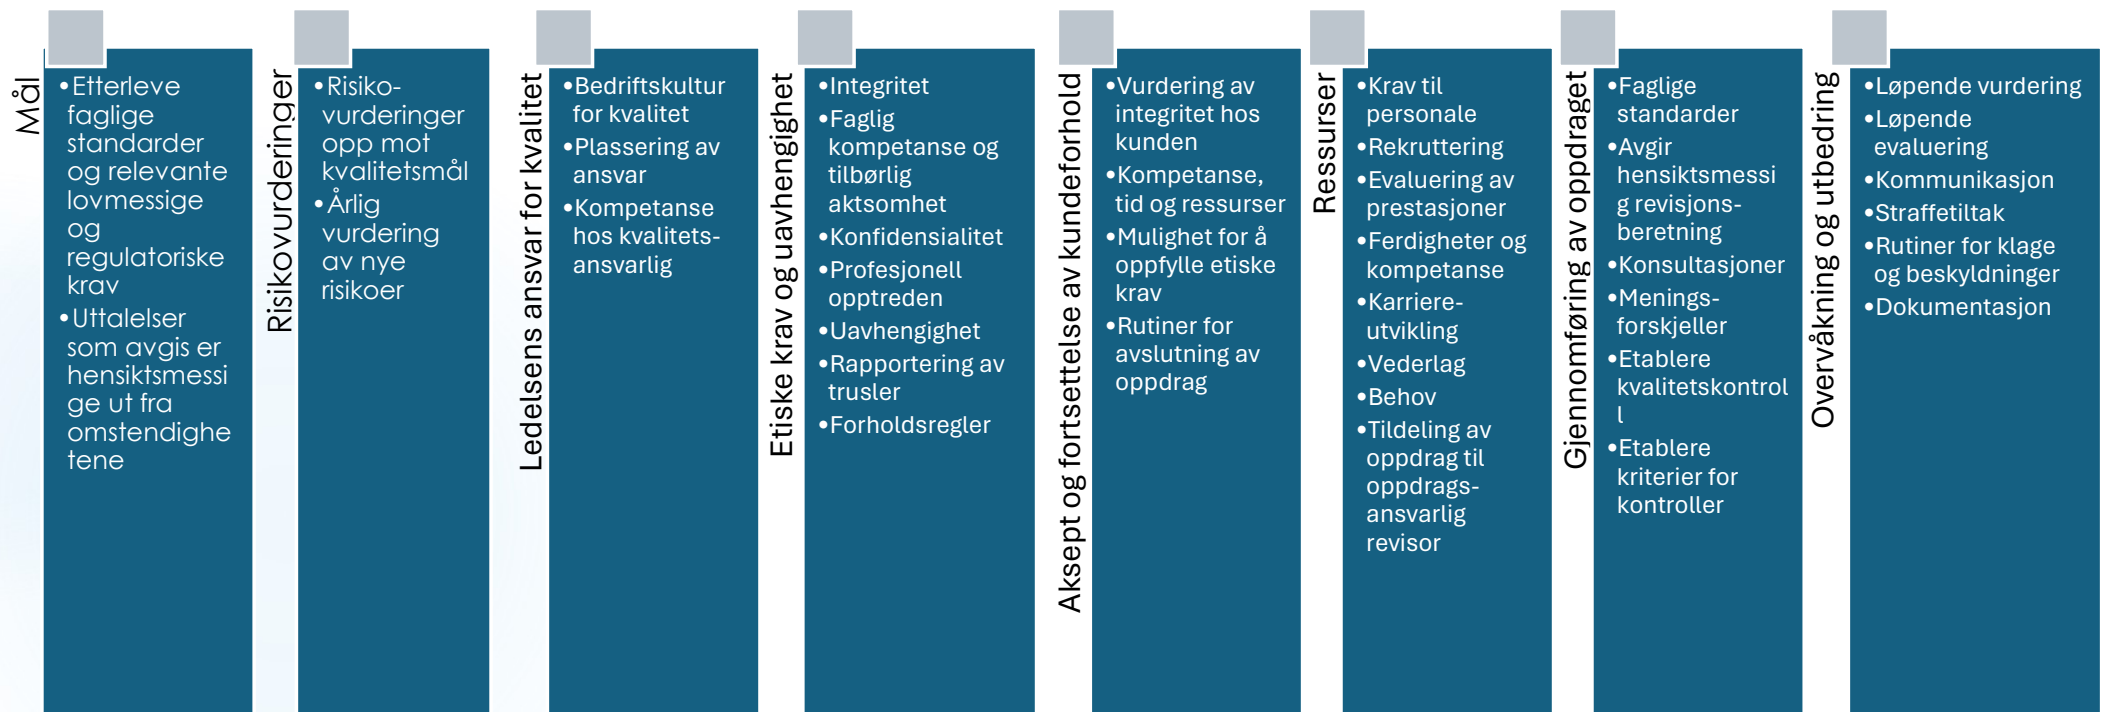 Mål
•Etterleve
faglige
standarder
og relevante
lovmessige
og
regulatoriske
krav
•Uttalelser
som avgis er
hensiktsmessi
ge ut fra
omstendighe
tene
Risikovurderinger
•Risiko-
vurderinger
opp mot
kvalitetsmål
•Årlig
vurdering
av nye
risikoer
Ledelsens ansvar for kvalitet
•Bedriftskultur
for kvalitet
•Plassering av
ansvar
•Kompetanse
hos kvalitets-
ansvarlig
Etiske krav og uavhengighet
•Integritet
•Faglig
kompetanse og
tilbørlig
aktsomhet
•Konfidensialitet
•Profesjonell
opptreden
•Uavhengighet
•Rapportering av
trusler
•Forholdsregler
Aksept og fortsettelse av kundeforhold
•Vurdering av
integritet hos
kunden
•Kompetanse,
tid og ressurser
•Mulighet for å
oppfylle etiske
krav
•Rutiner for
avslutning av
oppdrag
Ressurser
•Krav til
personale
•Rekruttering
•Evaluering av
prestasjoner
•Ferdigheter og
kompetanse
•Karriere-
utvikling
•Vederlag
•Behov
•Tildeling av
oppdrag til
oppdrags-
ansvarlig
revisor
Gjennomføring av oppdraget
•Faglige
standarder
•Avgir
hensiktsmessi
g revisjons-
beretning
•Konsultasjoner
•Menings-
forskjeller
•Etablere
kvalitetskontrol
l
•Etablere
kriterier for
kontroller
Overvåkning og utbedring
•Løpende vurdering
•Løpende
evaluering
•Kommunikasjon
•Straffetiltak
•Rutiner for klage
og beskyldninger
•Dokumentasjon